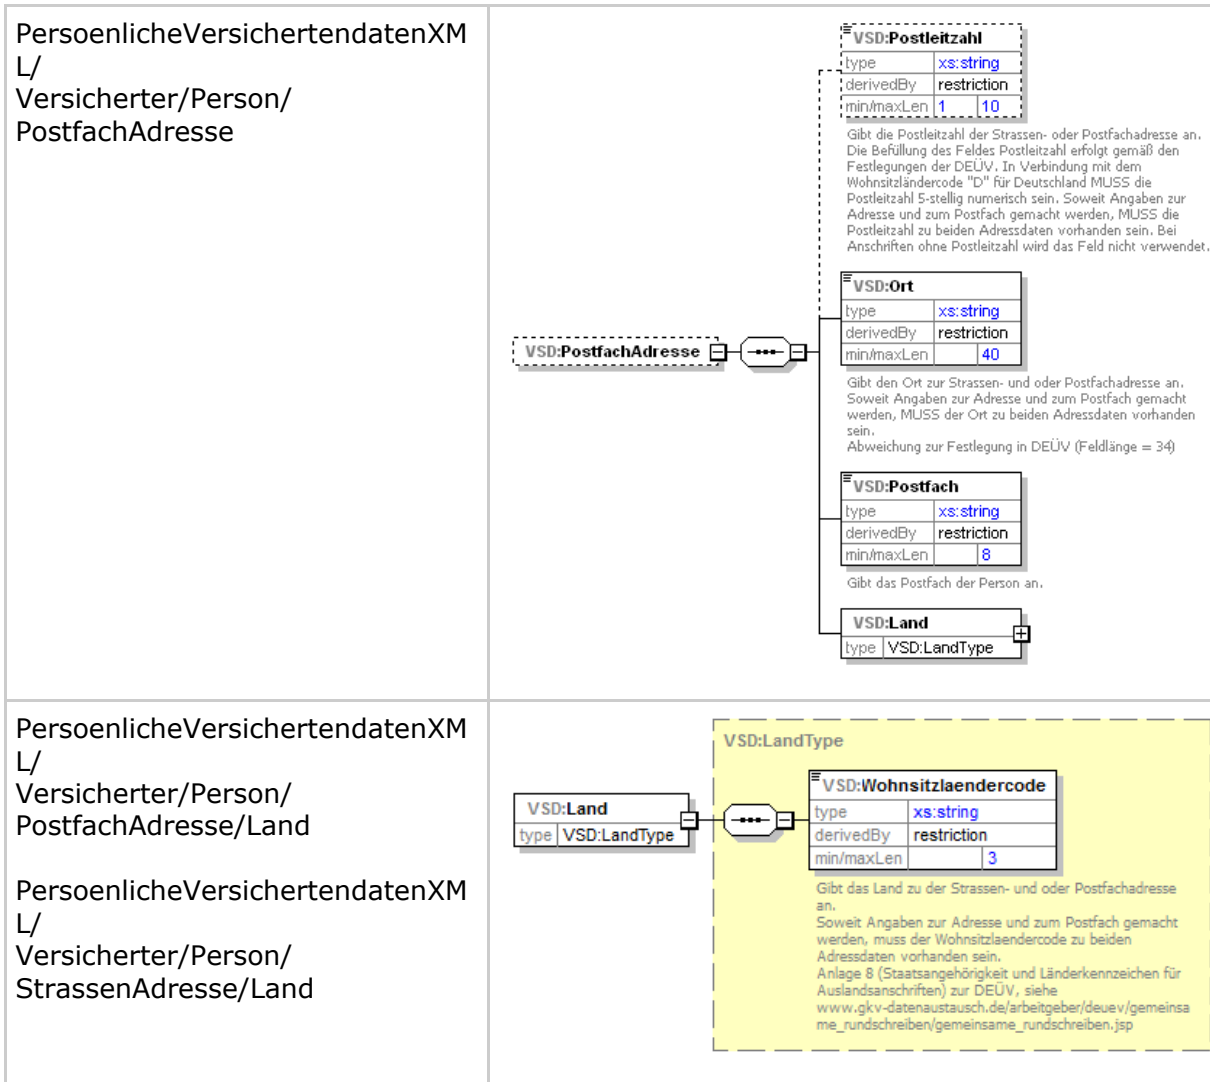 PersoenlicheVersichertendatenXM
L/
Versicherter/Person/
PostfachAdresse
VSD:PostfachAdresse
VSD:Postleitzahl
type xs:string
derivedBy restriction
min/maxLen 1 10
Gibt die Postleitzahl der Strassen- oder Postfachadresse an.
Die Befüllung des Feldes Postleitzahl erfolgt gemäß den
Festlegungen der DEÜV. In Verbindung mit dem
Wohnsitzländercode "D" für Deutschland MUSS die
Postleitzahl 5-stellig numerisch sein. Soweit Angaben zur
Adresse und zum Postfach gemacht werden, MUSS die
Postleitzahl zu beiden Adressdaten vorhanden sein. Bei
Anschriften ohne Postleitzahl wird das Feld nicht verwendet.
VSD:Ort
type xs:string
derivedBy restriction
min/maxLen 40
Gibt den Ort zur Strassen- und oder Postfachadresse an.
Soweit Angaben zur Adresse und zum Postfach gemacht
werden, MUSS der Ort zu beiden Adressdaten vorhanden
sein.
Abweichung zur Festlegung in DEÜV (Feldlänge = 34)
VSD:Postfach
type xs:string
derivedBy restriction
min/maxLen 8
Gibt das Postfach der Person an.
VSD:Land
type VSD:LandType
PersoenlicheVersichertendatenXM
L/
Versicherter/Person/
PostfachAdresse/Land
PersoenlicheVersichertendatenXM
L/
Versicherter/Person/
StrassenAdresse/Land
VSD:Land
type VSD:LandType
VSD:LandType
VSD:Wohnsitzlaendercode
type xs:string
derivedBy restriction
min/maxLen 3
Gibt das Land zu der Strassen- und oder Postfachadresse
an.
Soweit Angaben zur Adresse und zum Postfach gemacht
werden, muss der Wohnsitzlaendercode zu beiden
Adressdaten vorhanden sein.
Anlage 8 (Staatsangehörigkeit und Länderkennzeichen für
Auslandsanschriften) zur DEÜV, siehe
www.gkv-datenaustausch.de/arbeitgeber/deuev/gemeinsa
me_rundschreiben/gemeinsame_rundschreiben.jsp